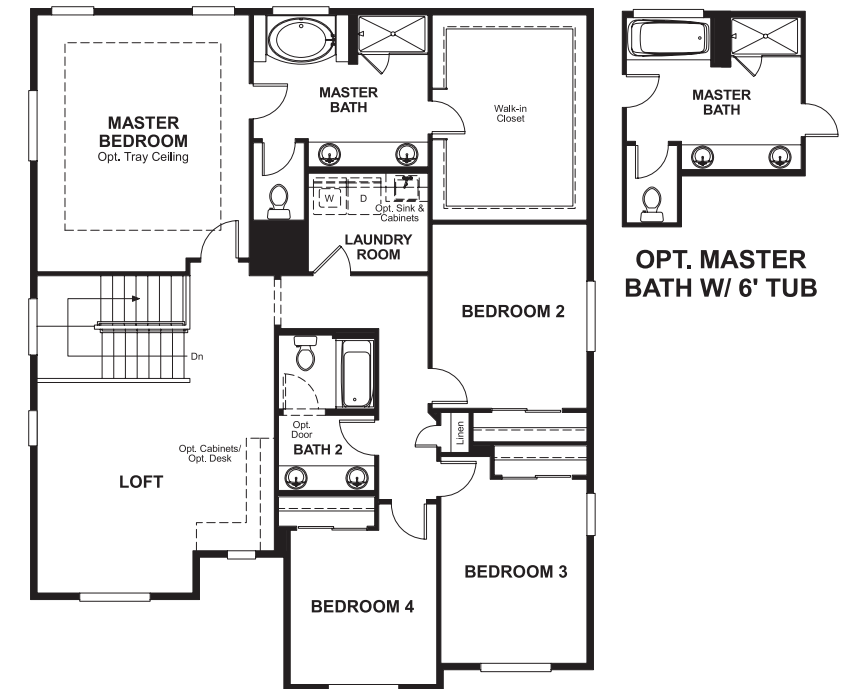 MASTER
BEDROOM
Opt. Tray Ceiling
MASTER
BATH
Walk-in
Closet
MASTER
BATH
W
D
Opt. Sink &
Cabinets
LAUNDRY
ROOM
OPT. MASTER
BATH W/ 6' TUB
BEDROOM 2
Dn
Opt.
Door
BATH 2
Linen
Opt. Cabinets/
Opt. Desk
LOFT
BEDROOM 3
BEDROOM 4